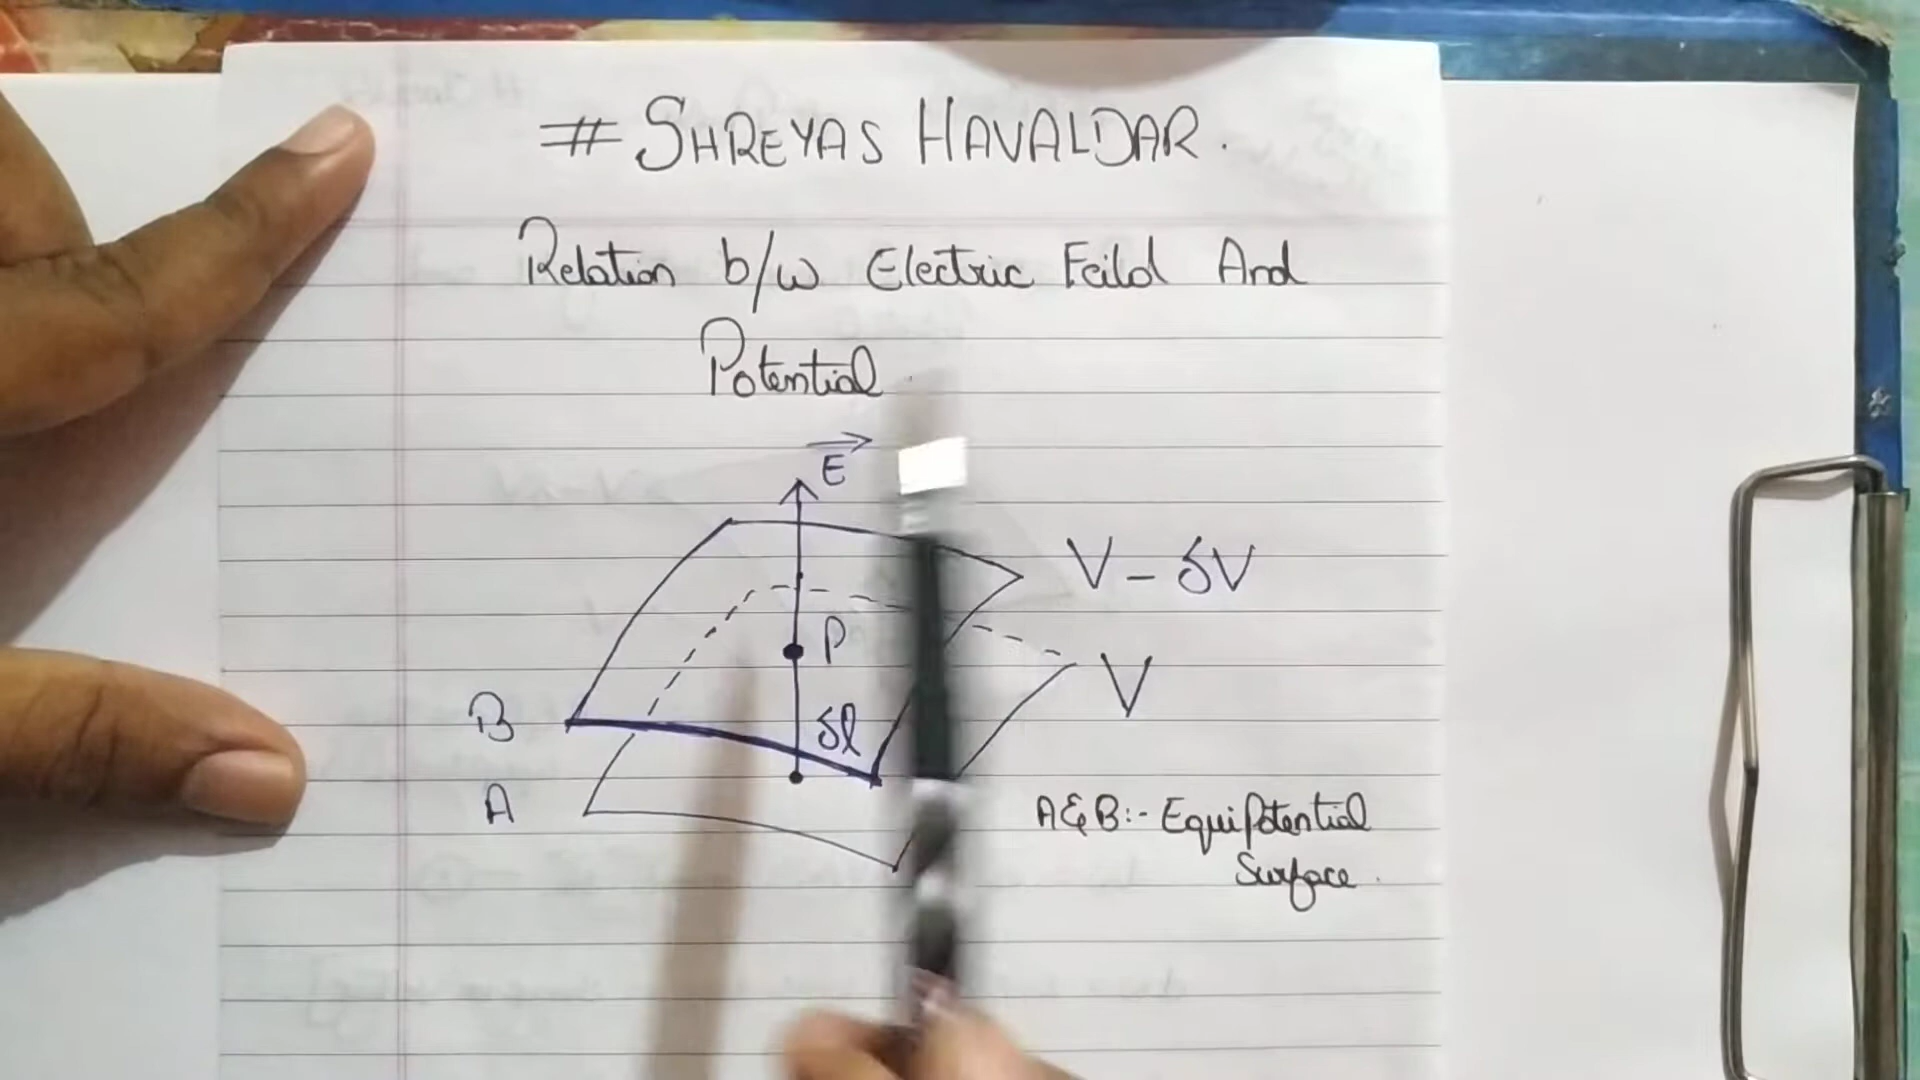 # SHREYAS HAVALDAR.
Relation b/w Electric Feild And
Potential.
E
V - δV
P
V
B
δl
A
A & B:- Equipotential
Surface.